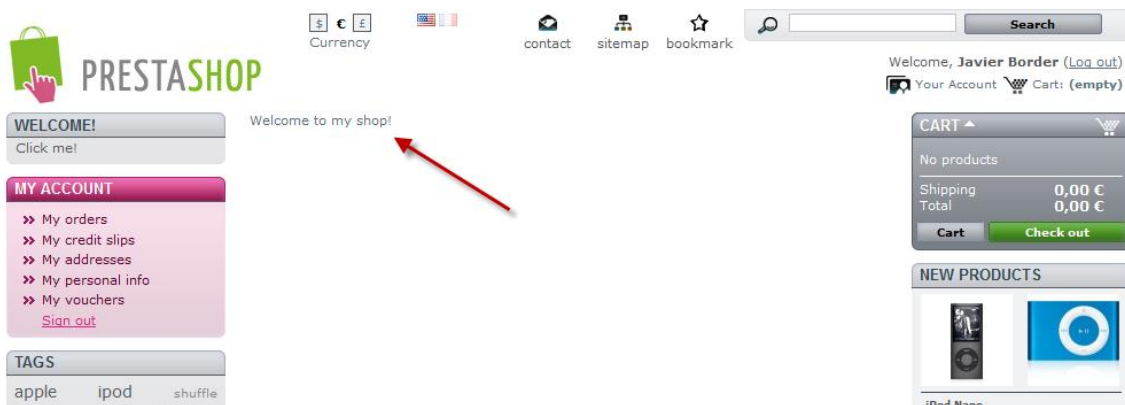 $ € £
Currency
contact
sitemap
bookmark
Search
PRESTASHOP
Welcome, Javier Border (Log out)
Your Account Cart: (empty)
WELCOME!
Click me!
MY ACCOUNT
» My orders
» My credit slips
» My addresses
» My personal info
» My vouchers
Sign out
TAGS
apple ipod shuffle
Welcome to my shop!
CART
No products
Shipping 0,00 €
Total 0,00 €
Cart Check out
NEW PRODUCTS
iPod Nano